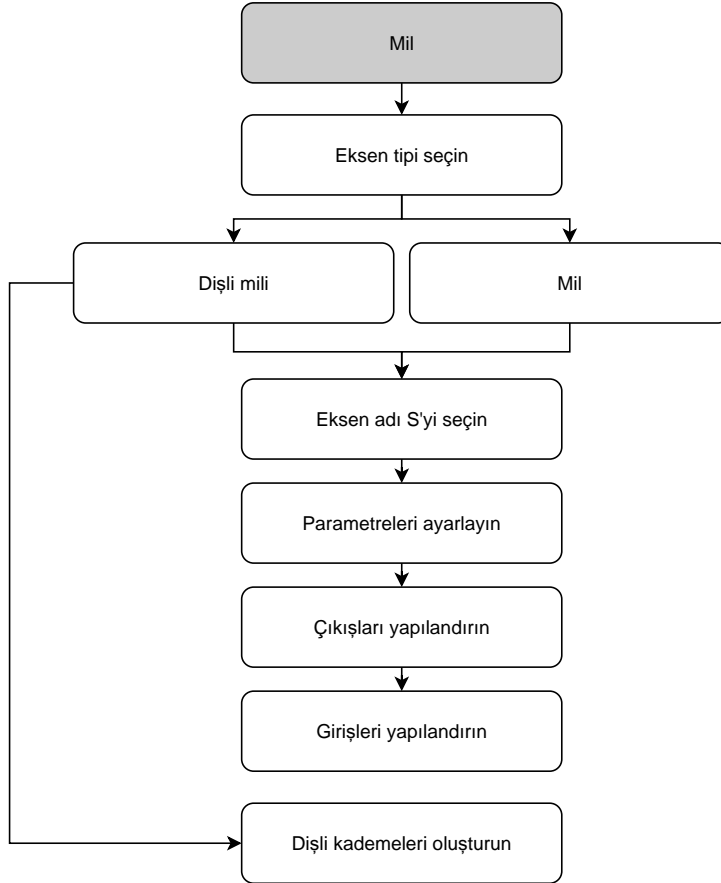 Mil
Eksen tipi seçin
Dişli mili
Mil
Eksen adı S'yi seçin
Parametreleri ayarlayın
Çıkışları yapılandırın
Girişleri yapılandırın
Dişli kademeleri oluşturun